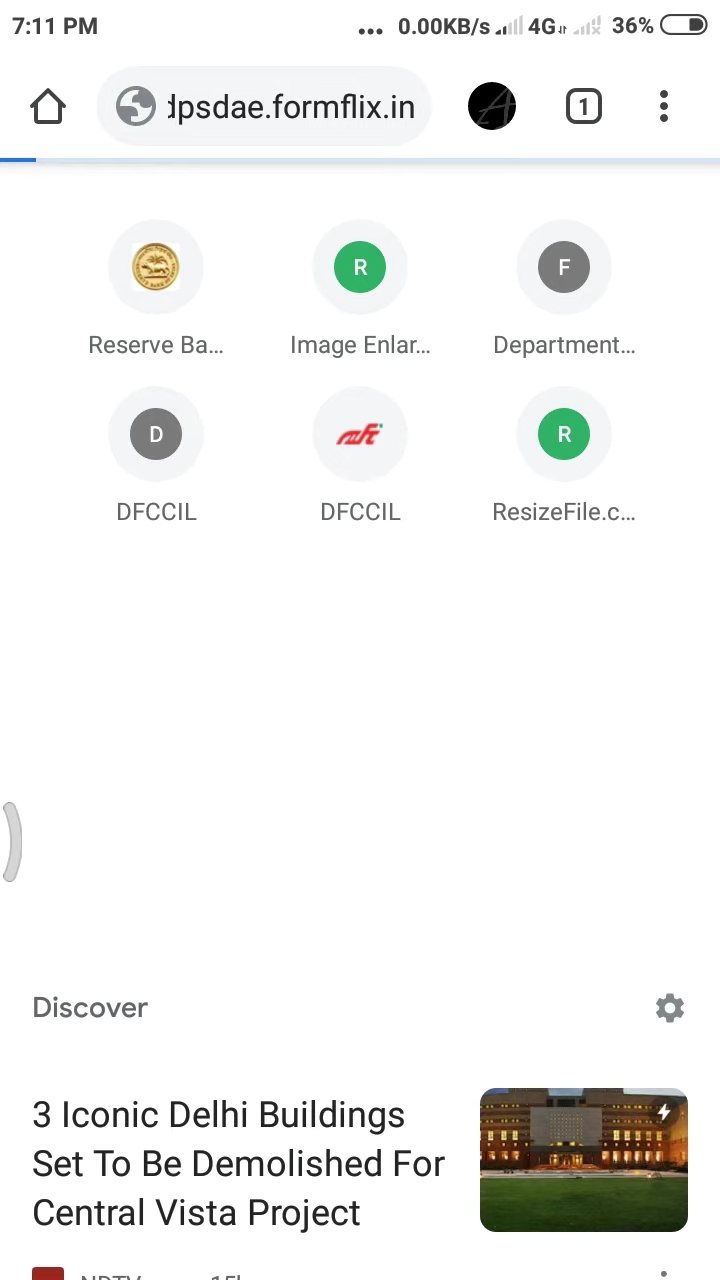 7:11 PM
... 0.00KB/s 4G 36%
dpsdae.formflix.in
1
R
F
Reserve Ba...
Image Enlar...
Department...
D
R
DFCCIL
DFCCIL
ResizeFile.c...
Discover
3 Iconic Delhi Buildings
Set To Be Demolished For
Central Vista Project